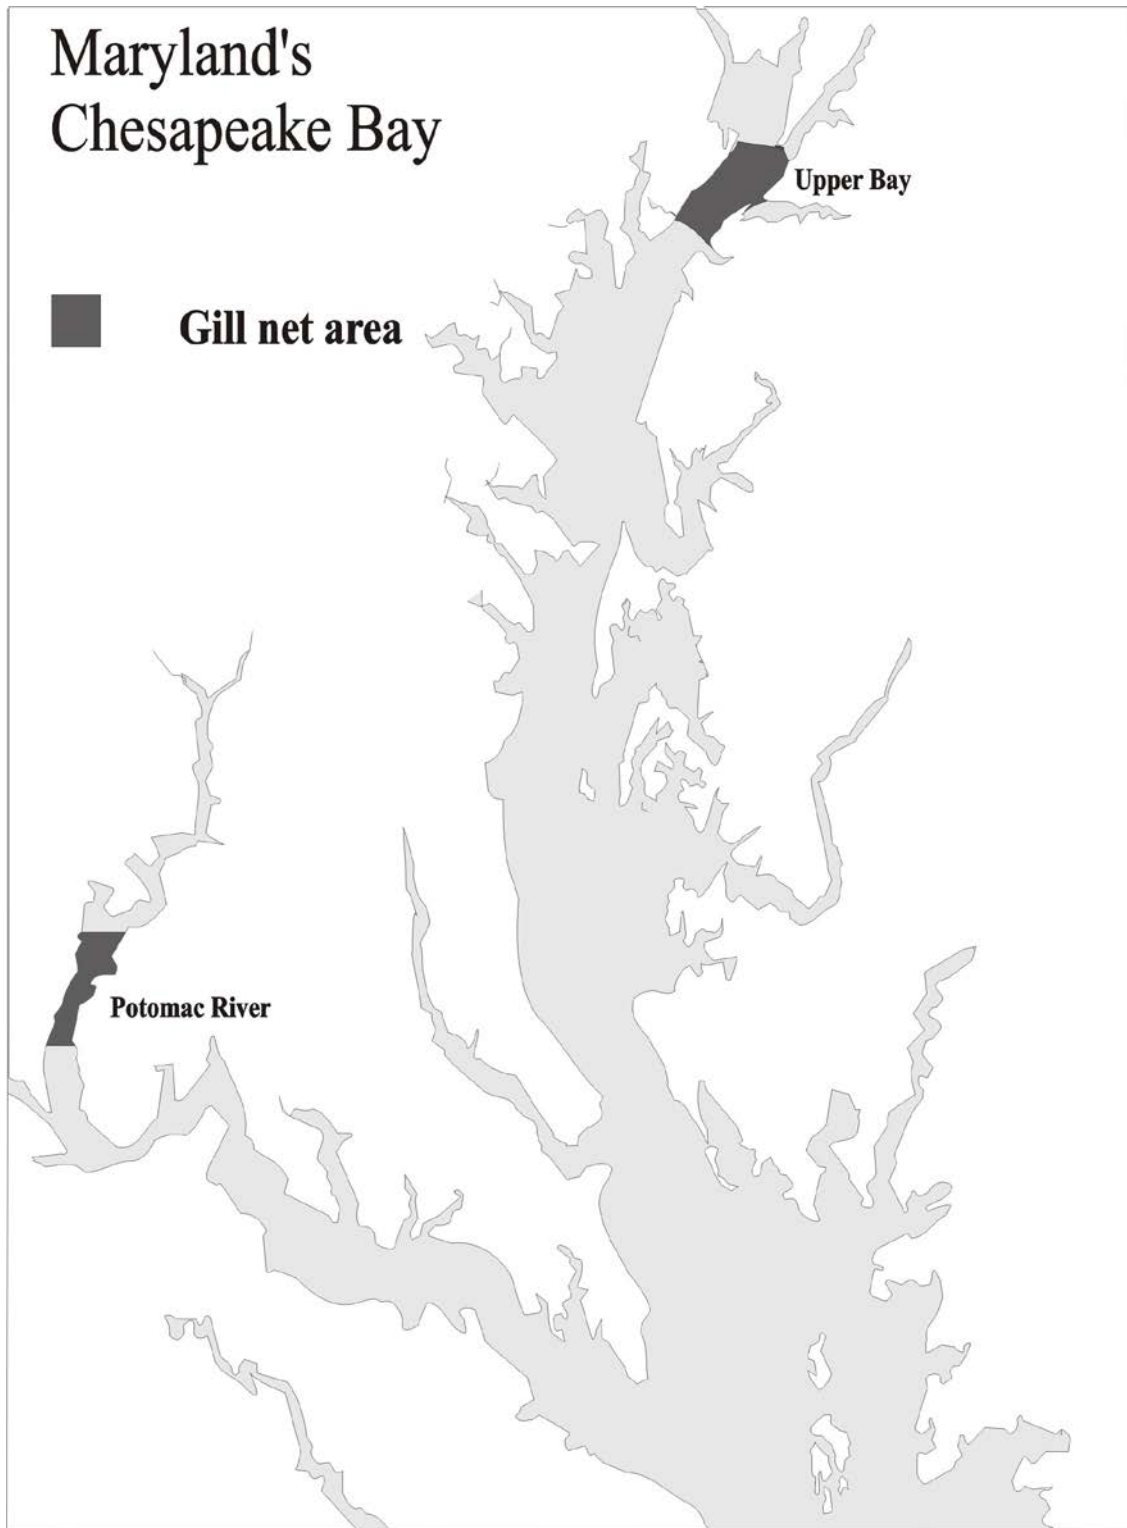 Maryland's
Chesapeake Bay
Upper Bay
Gill net area
Potomac River